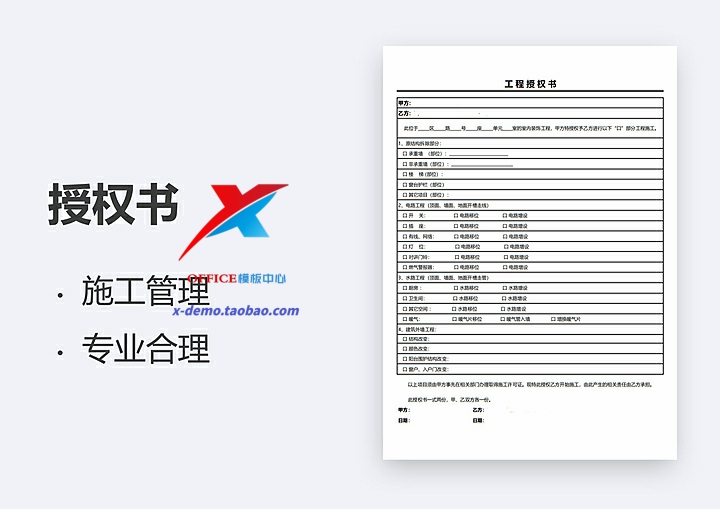 授权书
· 施工管理
· 专业合理
OFFICE模板中心
x-demo.taobao.com
工程授权书
甲方:
乙方:
此位于____区____路____号____座____单元____室的室内装饰工程，甲方特授权予乙方进行以下“口”部分工程施工。
1、原结构拆除部分:
口 承重墙 （部位）:
口 非承重墙（部位）:
口 楼　梯（部位）:
口 窗台护栏（部位）
口 其它项目（部位）:
2、电路工程（顶面、墙面、地面开槽走线）
口 开　关: 口 电路移位 口 电路增设
口 插　座: 口 电路移位 口 电路增设
口 有线、网络: 口 电路移位 口 电路增设
口 灯　位: 口 电路移位 口 电路增设
口 对讲门铃: 口 电路移位 口 电路增设
口 燃气警报器: 口 电路移位 口 电路增设
3、水路工程（顶面、墙面、地面开槽走管）
口 厨房: 口 水路移位 口 水路增设
口 卫生间: 口 水路移位 口 水路增设
口 其它空间: 口 水路移位 口 水路增设
口 暖气: 口 暖气片移位 口 暖气管入墙 口 增换暖气片
4、建筑外墙工程:
口 结构改变:
口 颜色改变:
口 阳台围护结构改变:
口 窗户、入户门改变:
以上项目须由甲方事先在相关部门办理取得施工许可证。现特此授权乙方开始施工，由此产生的相关责任由乙方承担。
此授权书一式两份，甲、乙双方各一份。
甲方: 乙方:
日期: 日期: